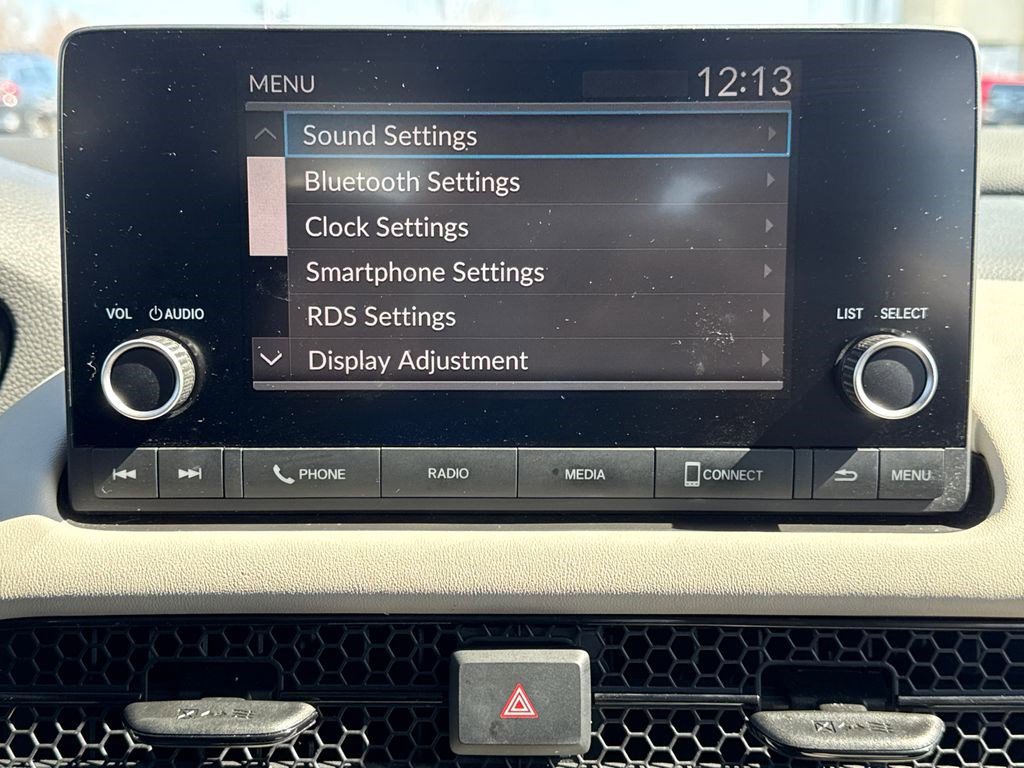 MENU 12:13
Sound Settings
Bluetooth Settings
Clock Settings
Smartphone Settings
RDS Settings
Display Adjustment
VOL AUDIO
LIST SELECT
PHONE RADIO MEDIA CONNECT MENU